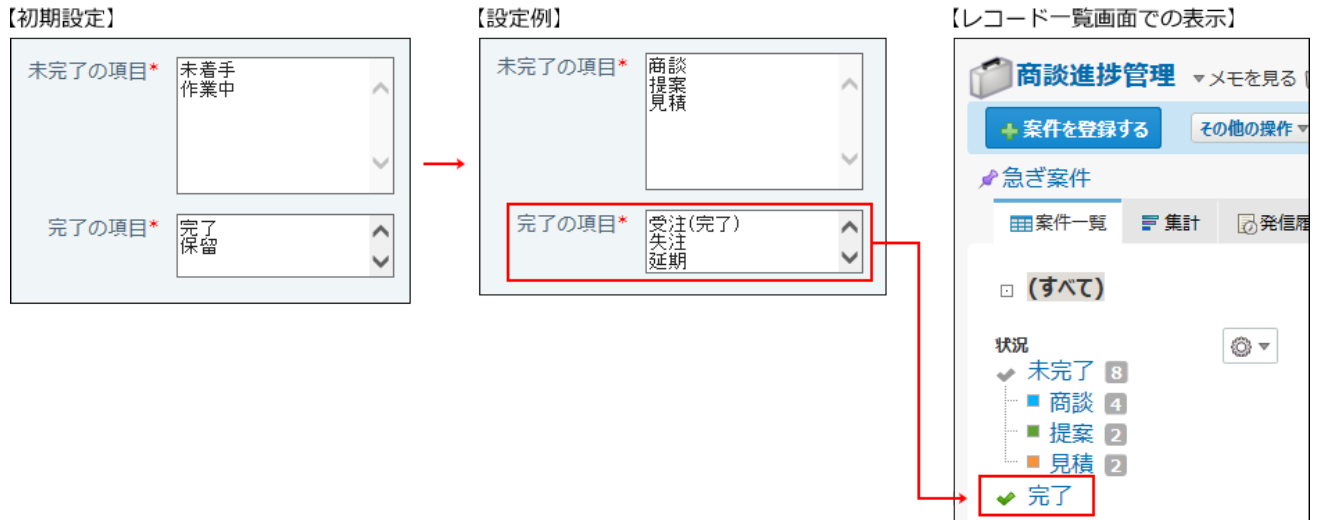 【初期設定】
未完了の項目*
未着手
作業中
完了の項目*
完了
保留
【設定例】
未完了の項目*
商談
提案
見積
完了の項目*
受注(完了)
失注
延期
【レコード一覧画面での表示】
商談進捗管理 ▼メモを見る
案件を登録する その他の操作▼
急ぎ案件
案件一覧 集計 発信履
(すべて)
状況
未完了 8
商談 4
提案 2
見積 2
完了